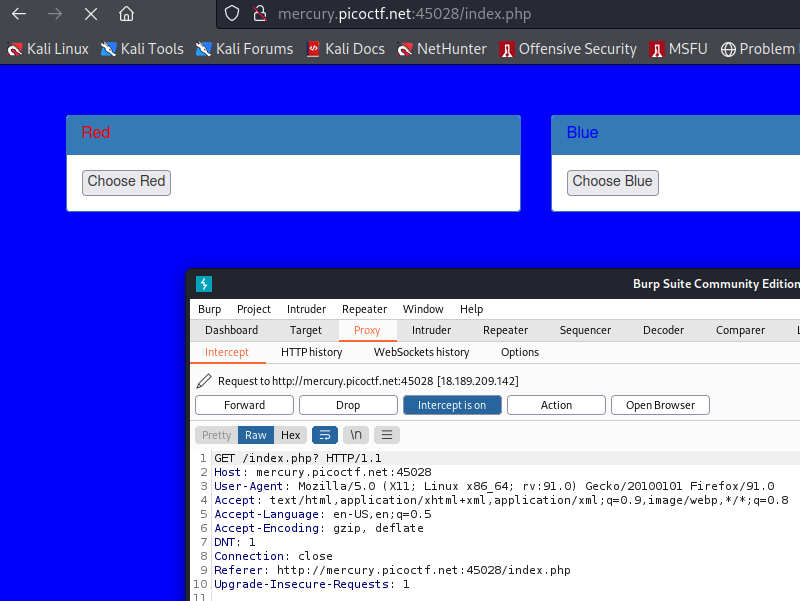 mercury.picoctf.net:45028/index.php
Kali Linux Kali Tools Kali Forums Kali Docs NetHunter Offensive Security MSFU Problem
Red Blue
Choose Red Choose Blue
Burp Suite Community Edition
Burp Project Intruder Repeater Window Help
Dashboard Target Proxy Intruder Repeater Sequencer Decoder Comparer
Intercept HTTP history WebSockets history Options
Request to http://mercury.picoctf.net:45028 [18.189.209.142]
Forward Drop Intercept is on Action Open Browser
Pretty Raw Hex \n
1 GET /index.php? HTTP/1.1
2 Host: mercury.picoctf.net:45028
3 User-Agent: Mozilla/5.0 (X11; Linux x86_64; rv:91.0) Gecko/20100101 Firefox/91.0
4 Accept: text/html,application/xhtml+xml,application/xml;q=0.9,image/webp,*/*;q=0.8
5 Accept-Language: en-US,en;q=0.5
6 Accept-Encoding: gzip, deflate
7 DNT: 1
8 Connection: close
9 Referer: http://mercury.picoctf.net:45028/index.php
10 Upgrade-Insecure-Requests: 1
11